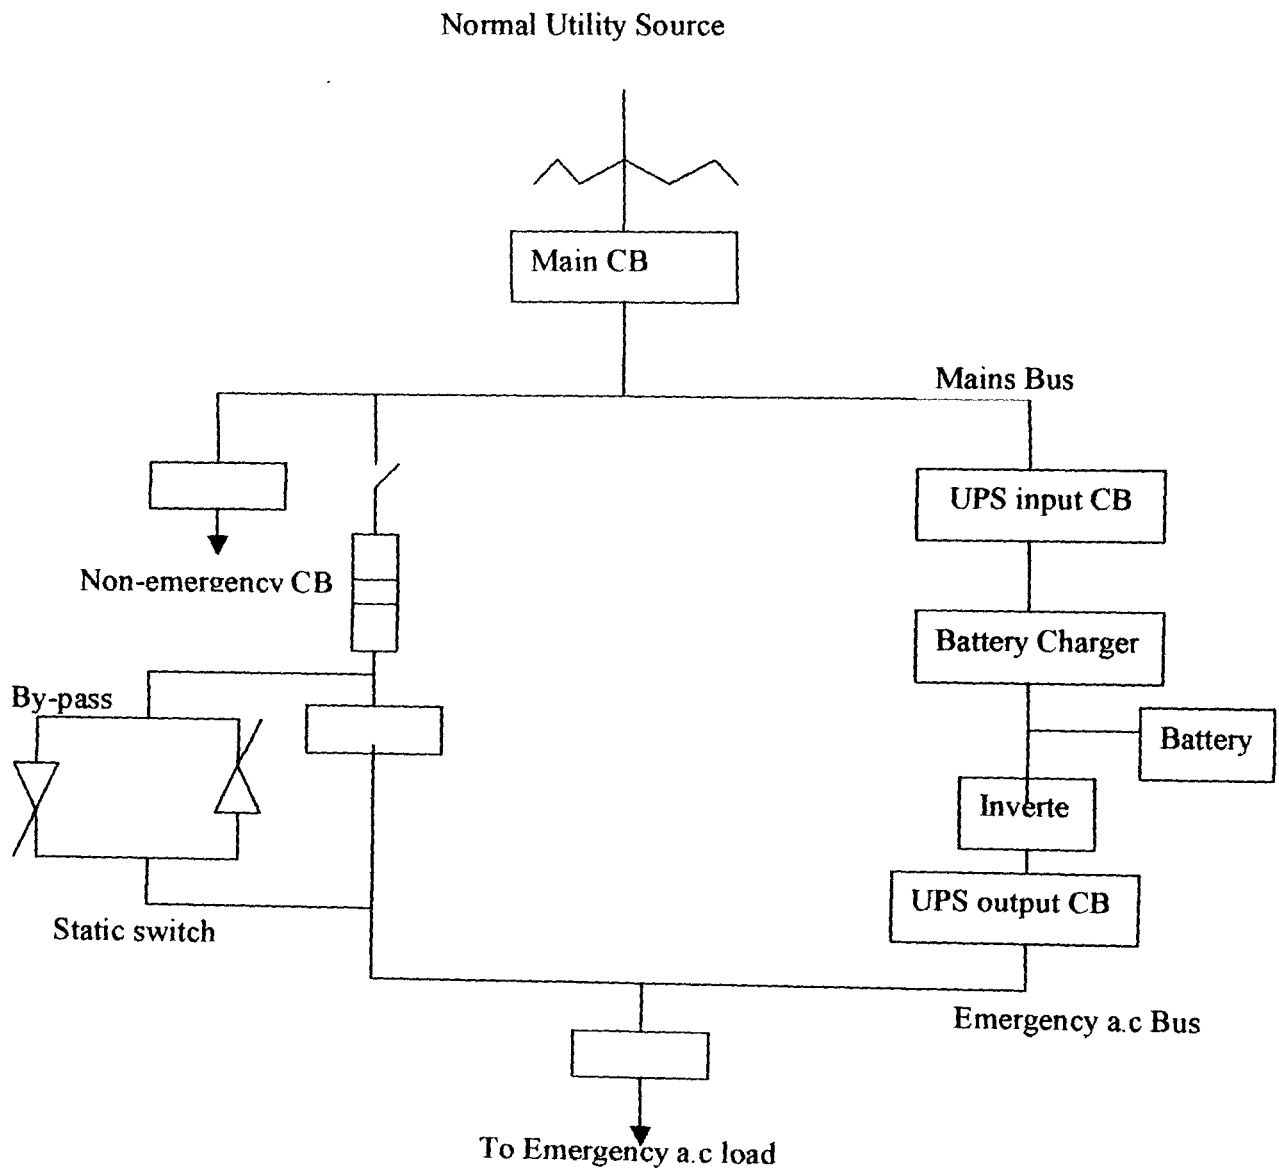 Normal Utility Source
Main CB
Mains Bus
UPS input CB
Non-emergency CB
Battery Charger
By-pass
Battery
Inverte
UPS output CB
Static switch
Emergency a.c Bus
To Emergency a.c load